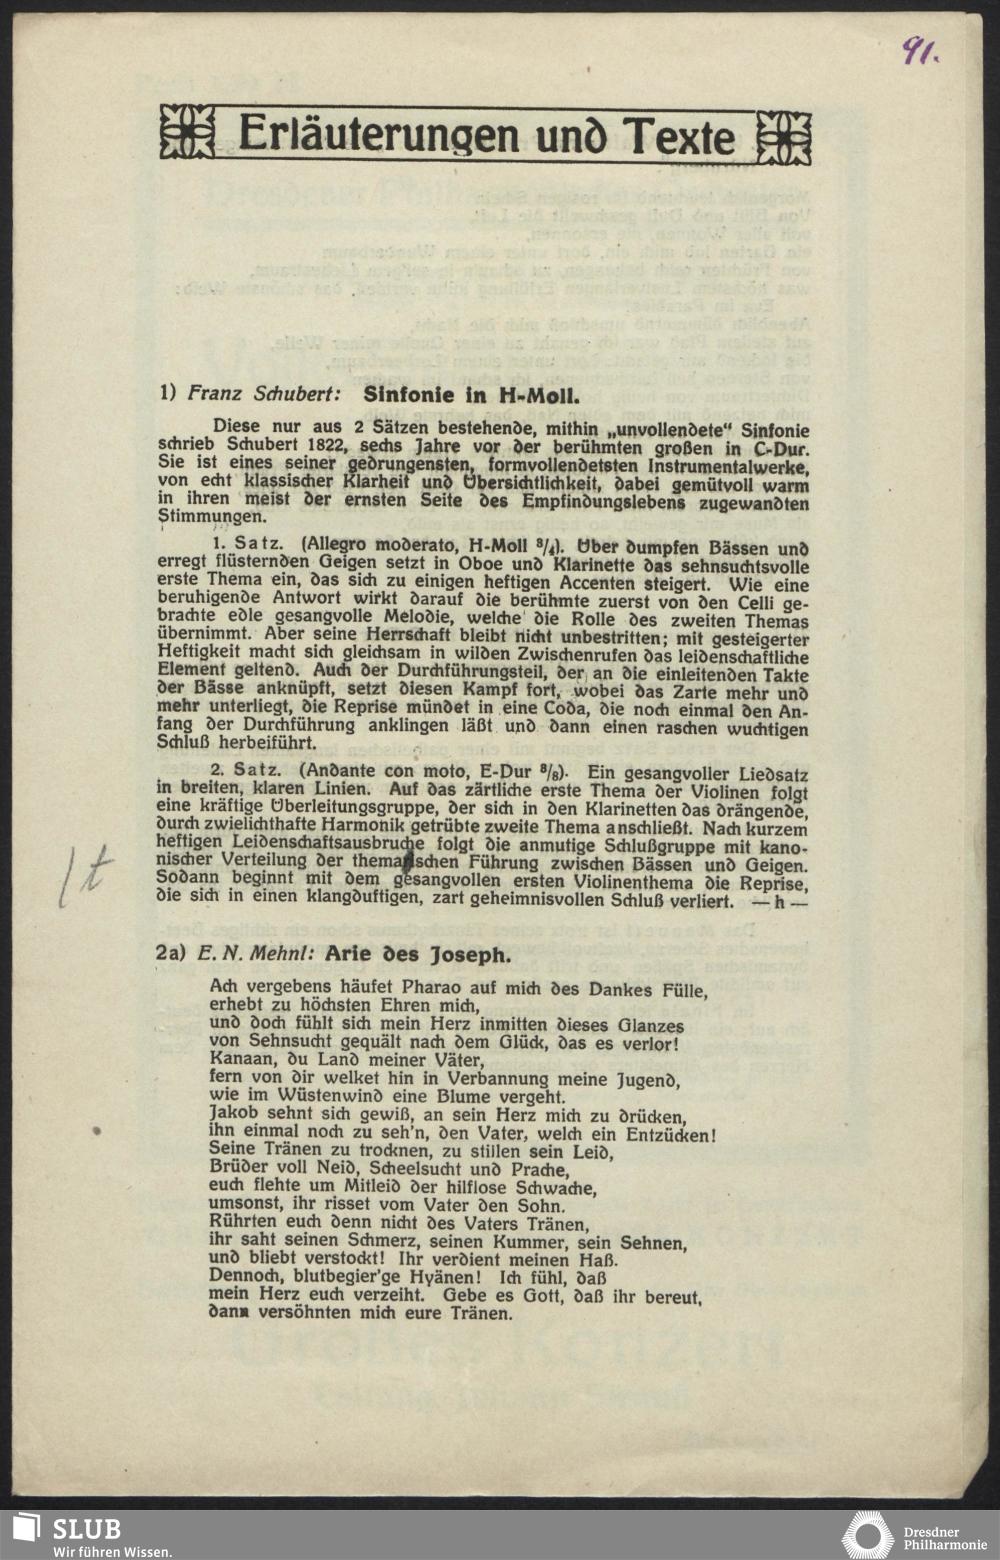 91.
Erläuterungen und Texte
1) Franz Schubert: Sinfonie in H-Moll.
Diese nur aus 2 Sätzen bestehende, mithin „unvollendete“ Sinfonie
schrieb Schubert 1822, sechs Jahre vor der berühmten großen in C-Dur.
Sie ist eines seiner gedrungensten, formvollendetsten Instrumentalwerke,
von echt klassischer Klarheit und Übersichtlichkeit, dabei gemütvoll warm
in ihren meist der ernsten Seite des Empfindungslebens zugewandten
Stimmungen.
1. Satz. (Allegro moderato, H-Moll 3/4). Über dumpfen Bässen und
erregt flüsternden Geigen setzt in Oboe und Klarinette das sehnsuchtsvolle
erste Thema ein, das sich zu einigen heftigen Accenten steigert. Wie eine
beruhigende Antwort wirkt darauf die berühmte zuerst von den Celli ge-
brachte edle gesangvolle Melodie, welche die Rolle des zweiten Themas
übernimmt. Aber seine Herrschaft bleibt nicht unbestritten; mit gesteigerter
Heftigkeit macht sich gleichsam in wilden Zwischenrufen das leidenschaftliche
Element geltend. Auch der Durchführungsteil, der an die einleitenden Takte
der Bässe anknüpft, setzt diesen Kampf fort, wobei das Zarte mehr und
mehr unterliegt, die Reprise mündet in eine Coda, die noch einmal den An-
fang der Durchführung anklingen läßt und dann einen raschen wuchtigen
Schluß herbeiführt.
2. Satz. (Andante con moto, E-Dur 3/8). Ein gesangvoller Liedsatz
in breiten, klaren Linien. Auf das zärtliche erste Thema der Violinen folgt
eine kräftige Überleitungsgruppe, der sich in den Klarinetten das drängende,
durch zwielichthafte Harmonik getrübte zweite Thema anschließt. Nach kurzem
heftigen Leidenschaftsausbruche folgt die anmutige Schlußgruppe mit kano-
nischer Verteilung der thematischen Führung zwischen Bässen und Geigen.
Sodann beginnt mit dem gesangvollen ersten Violinenthema die Reprise,
die sich in einen klangduftigen, zart geheimnisvollen Schluß verliert. — h —
t
2a) E. N. Mehnl: Arie des Joseph.
Ach vergebens häufet Pharao auf mich des Dankes Fülle,
erhebt zu höchsten Ehren mich,
und doch fühlt sich mein Herz inmitten dieses Glanzes
von Sehnsucht gequält nach dem Glück, das es verlor!
Kanaan, du Land meiner Väter,
fern von dir welket hin in Verbannung meine Jugend,
wie im Wüstenwind eine Blume vergeht.
Jakob sehnt sich gewiß, an sein Herz mich zu drücken,
ihn einmal noch zu seh'n, den Vater, welch ein Entzücken!
Seine Tränen zu trocknen, zu stillen sein Leid,
Brüder voll Neid, Scheelsucht und Prache,
euch flehte um Mitleid der hilflose Schwache,
umsonst, ihr risset vom Vater den Sohn.
Rührten euch denn nicht des Vaters Tränen,
ihr saht seinen Schmerz, seinen Kummer, sein Sehnen,
und bliebt verstockt! Ihr verdient meinen Haß.
Dennoch, blutbegier'ge Hyänen! Ich fühl, daß
mein Herz euch verzeiht. Gebe es Gott, daß ihr bereut,
dann versöhnten mich eure Tränen.
SLUB
Wir führen Wissen.
Dresdner
Philharmonie